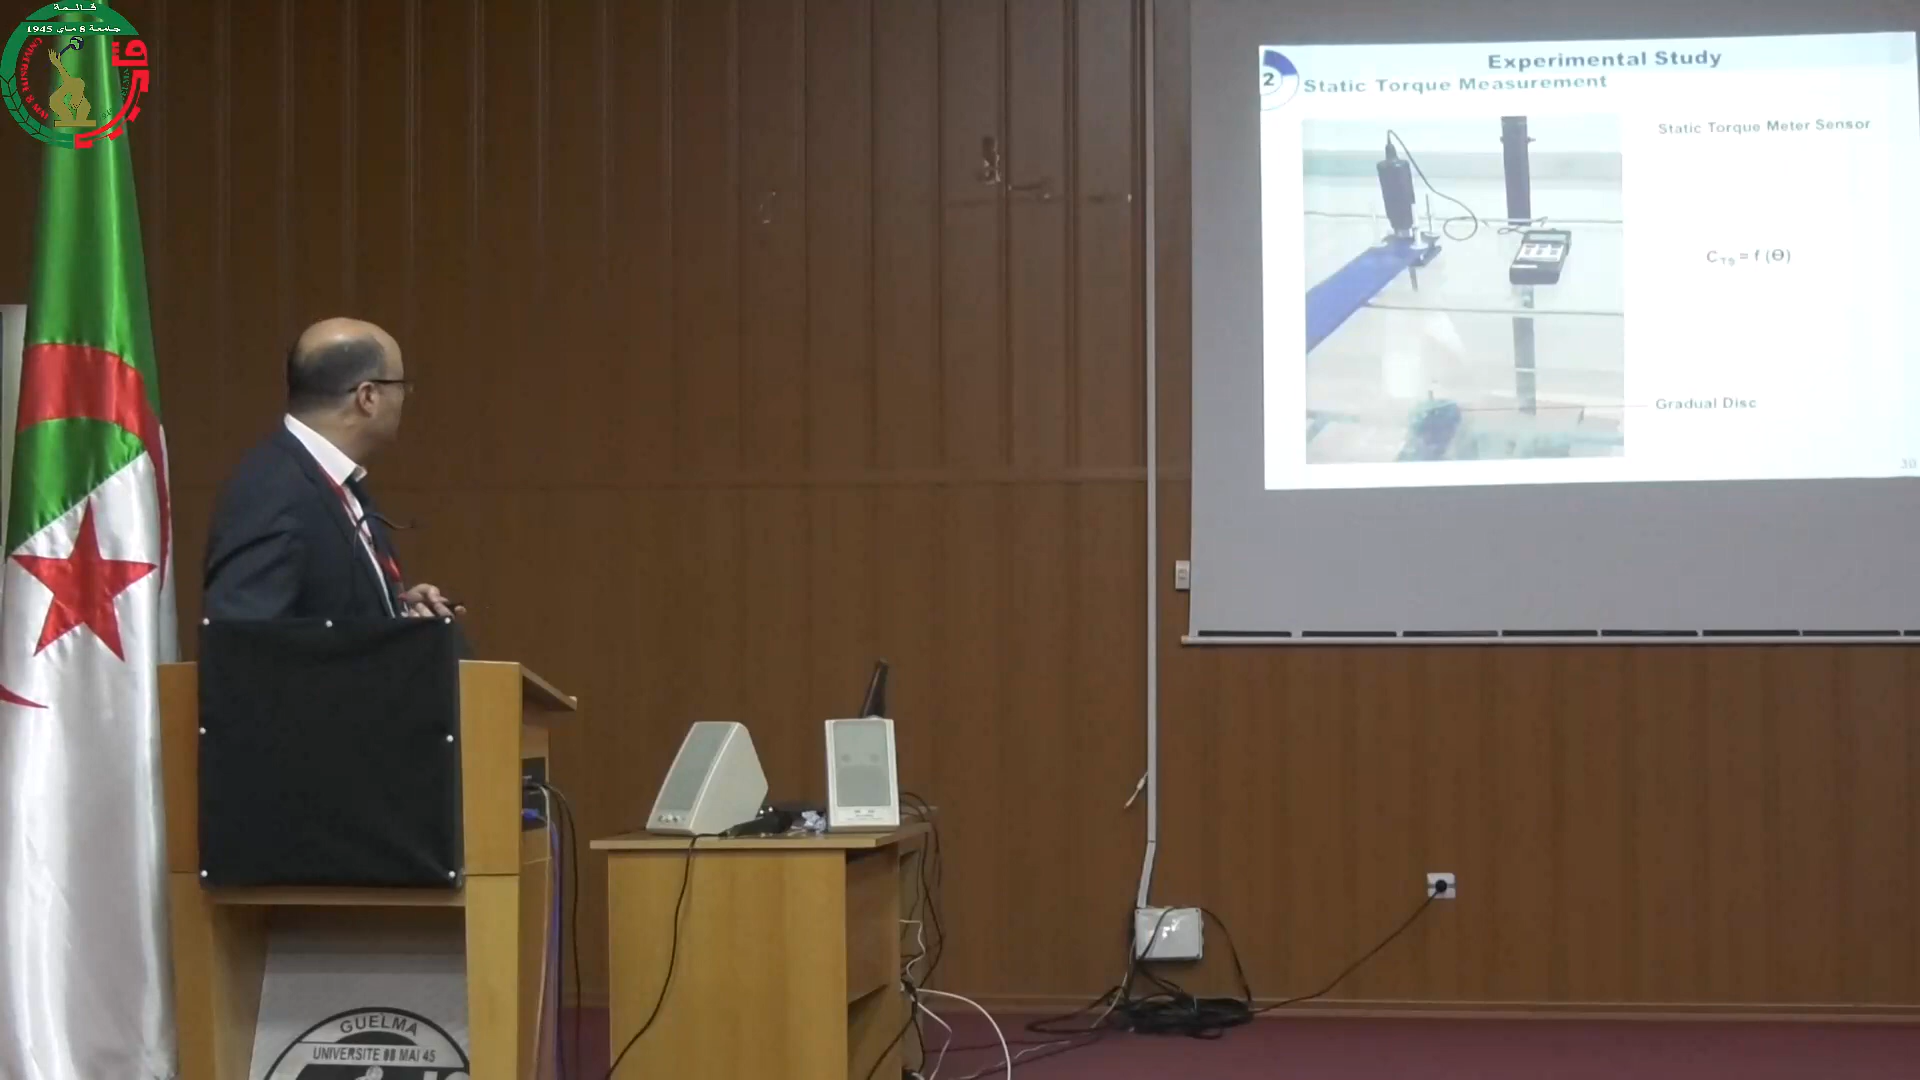 قالمة
جامعة 8 ماي 1945
Experimental Study
2
Static Torque Measurement
Static Torque Meter Sensor
C_TS = f (Θ)
Gradual Disc
30
GUELMA
UNIVERSITE 08 MAI 45